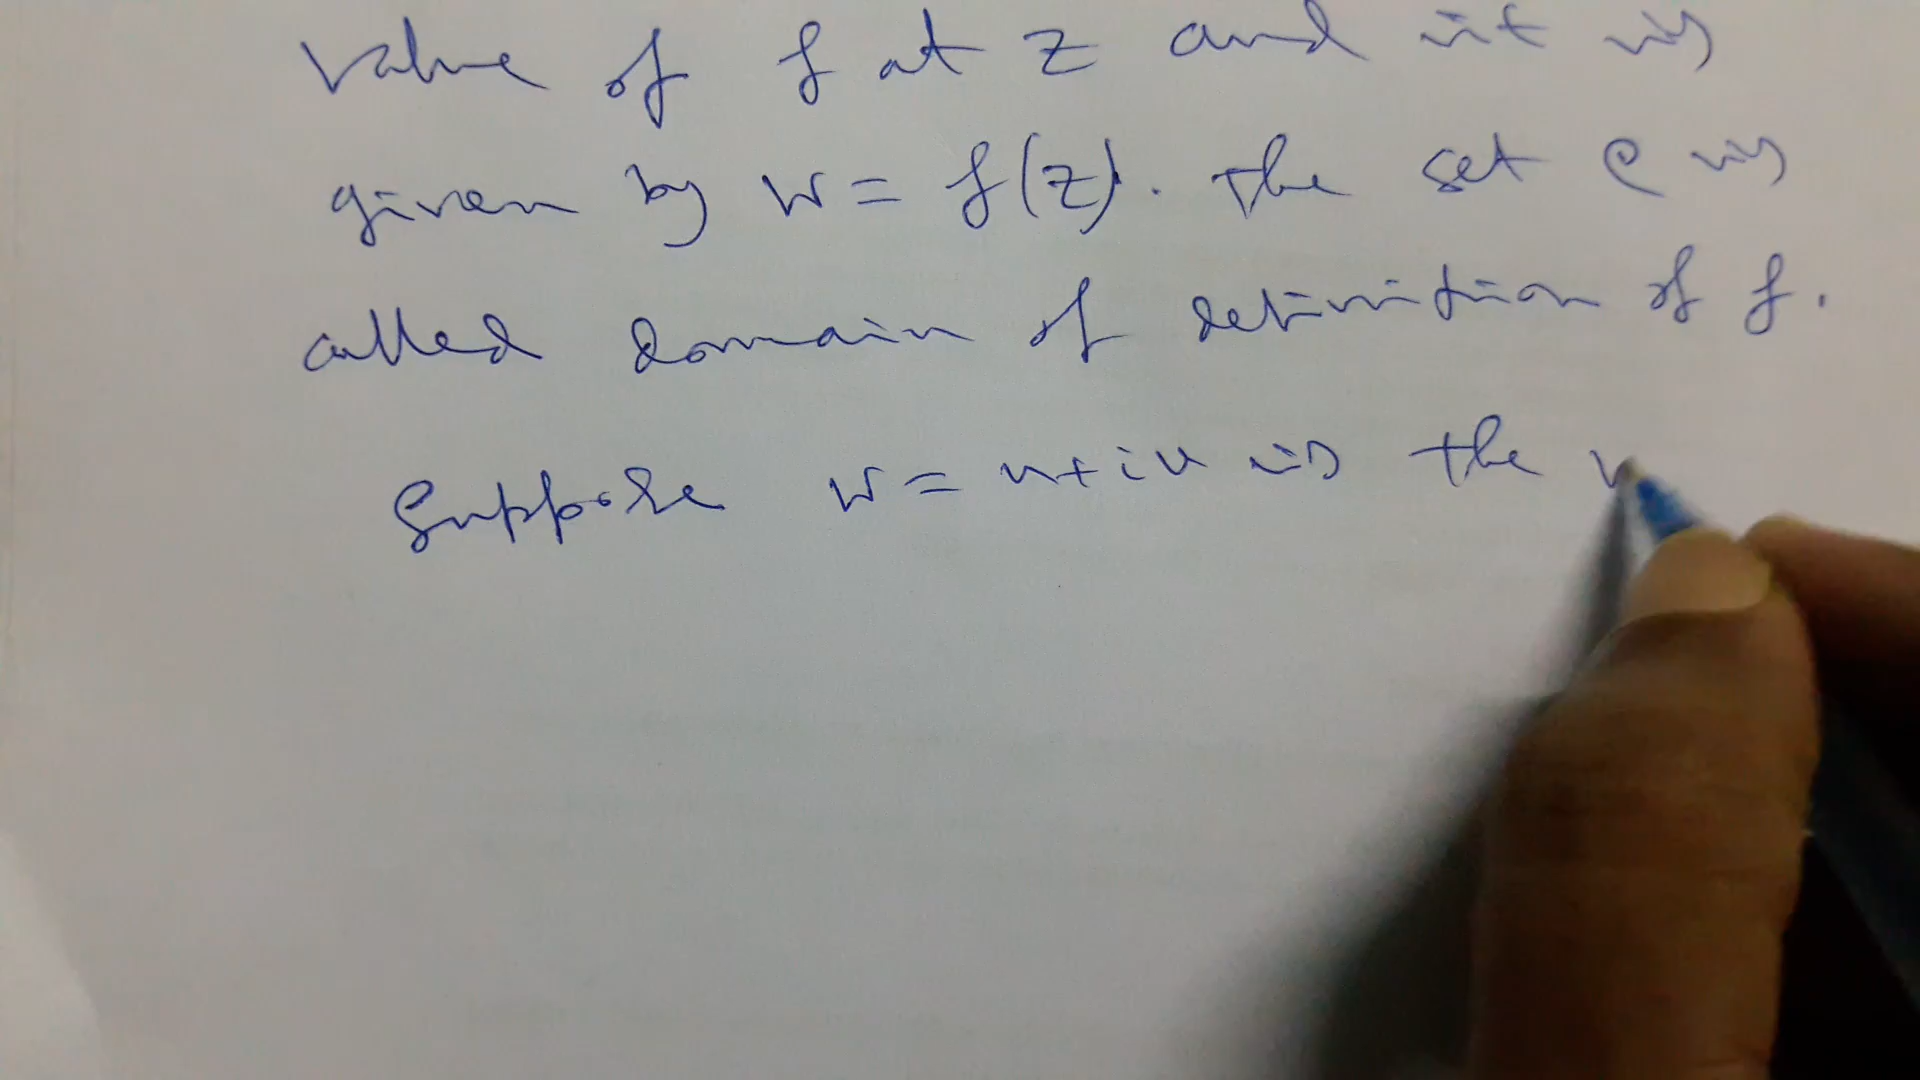 value of f at z and it is
given by w = f(z). The set e is
called domain of definition of f.
Suppose w = u+iv is the v